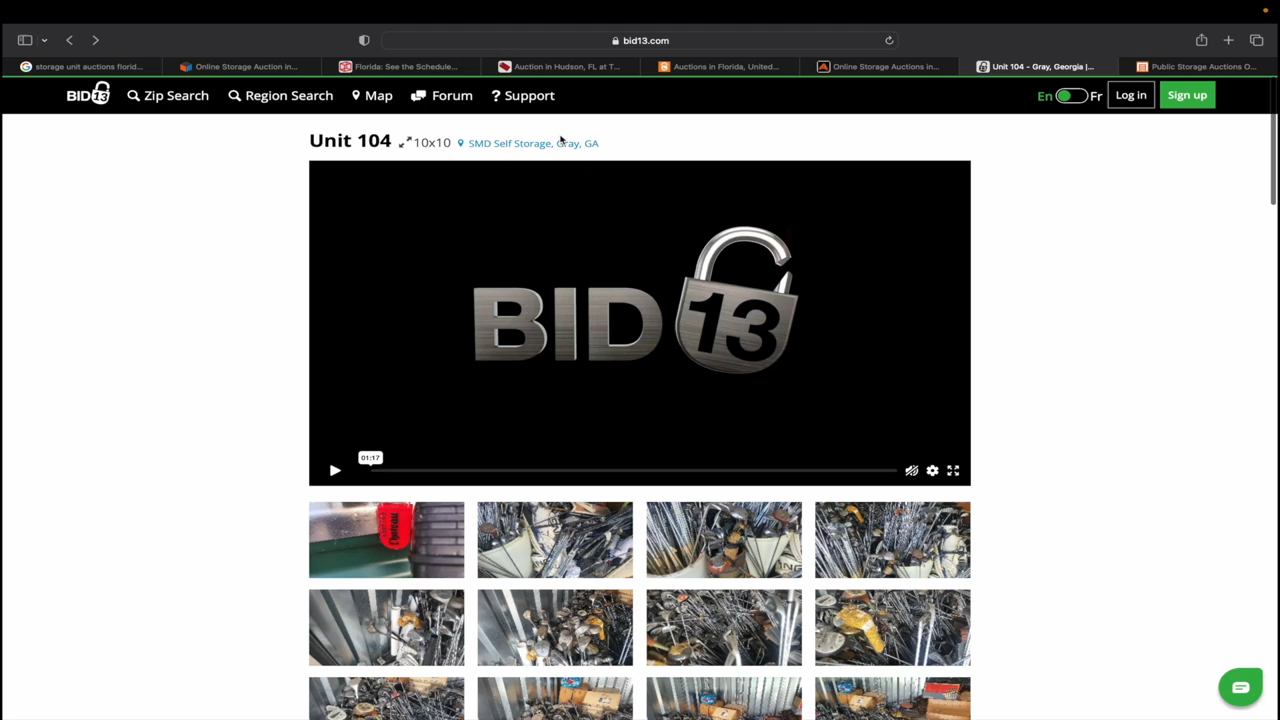 bid13.com
storage unit auctions florid...
Online Storage Auction in...
Florida: See the Schedule...
Auction in Hudson, FL at T...
Auctions in Florida, United...
Online Storage Auctions in...
Unit 104 - Gray, Georgia |...
Public Storage Auctions O...
BID13
Zip Search
Region Search
Map
Forum
? Support
En
Fr
Log in
Sign up
Unit 104
10x10
SMD Self Storage, Gray, GA
BID 13
01:17